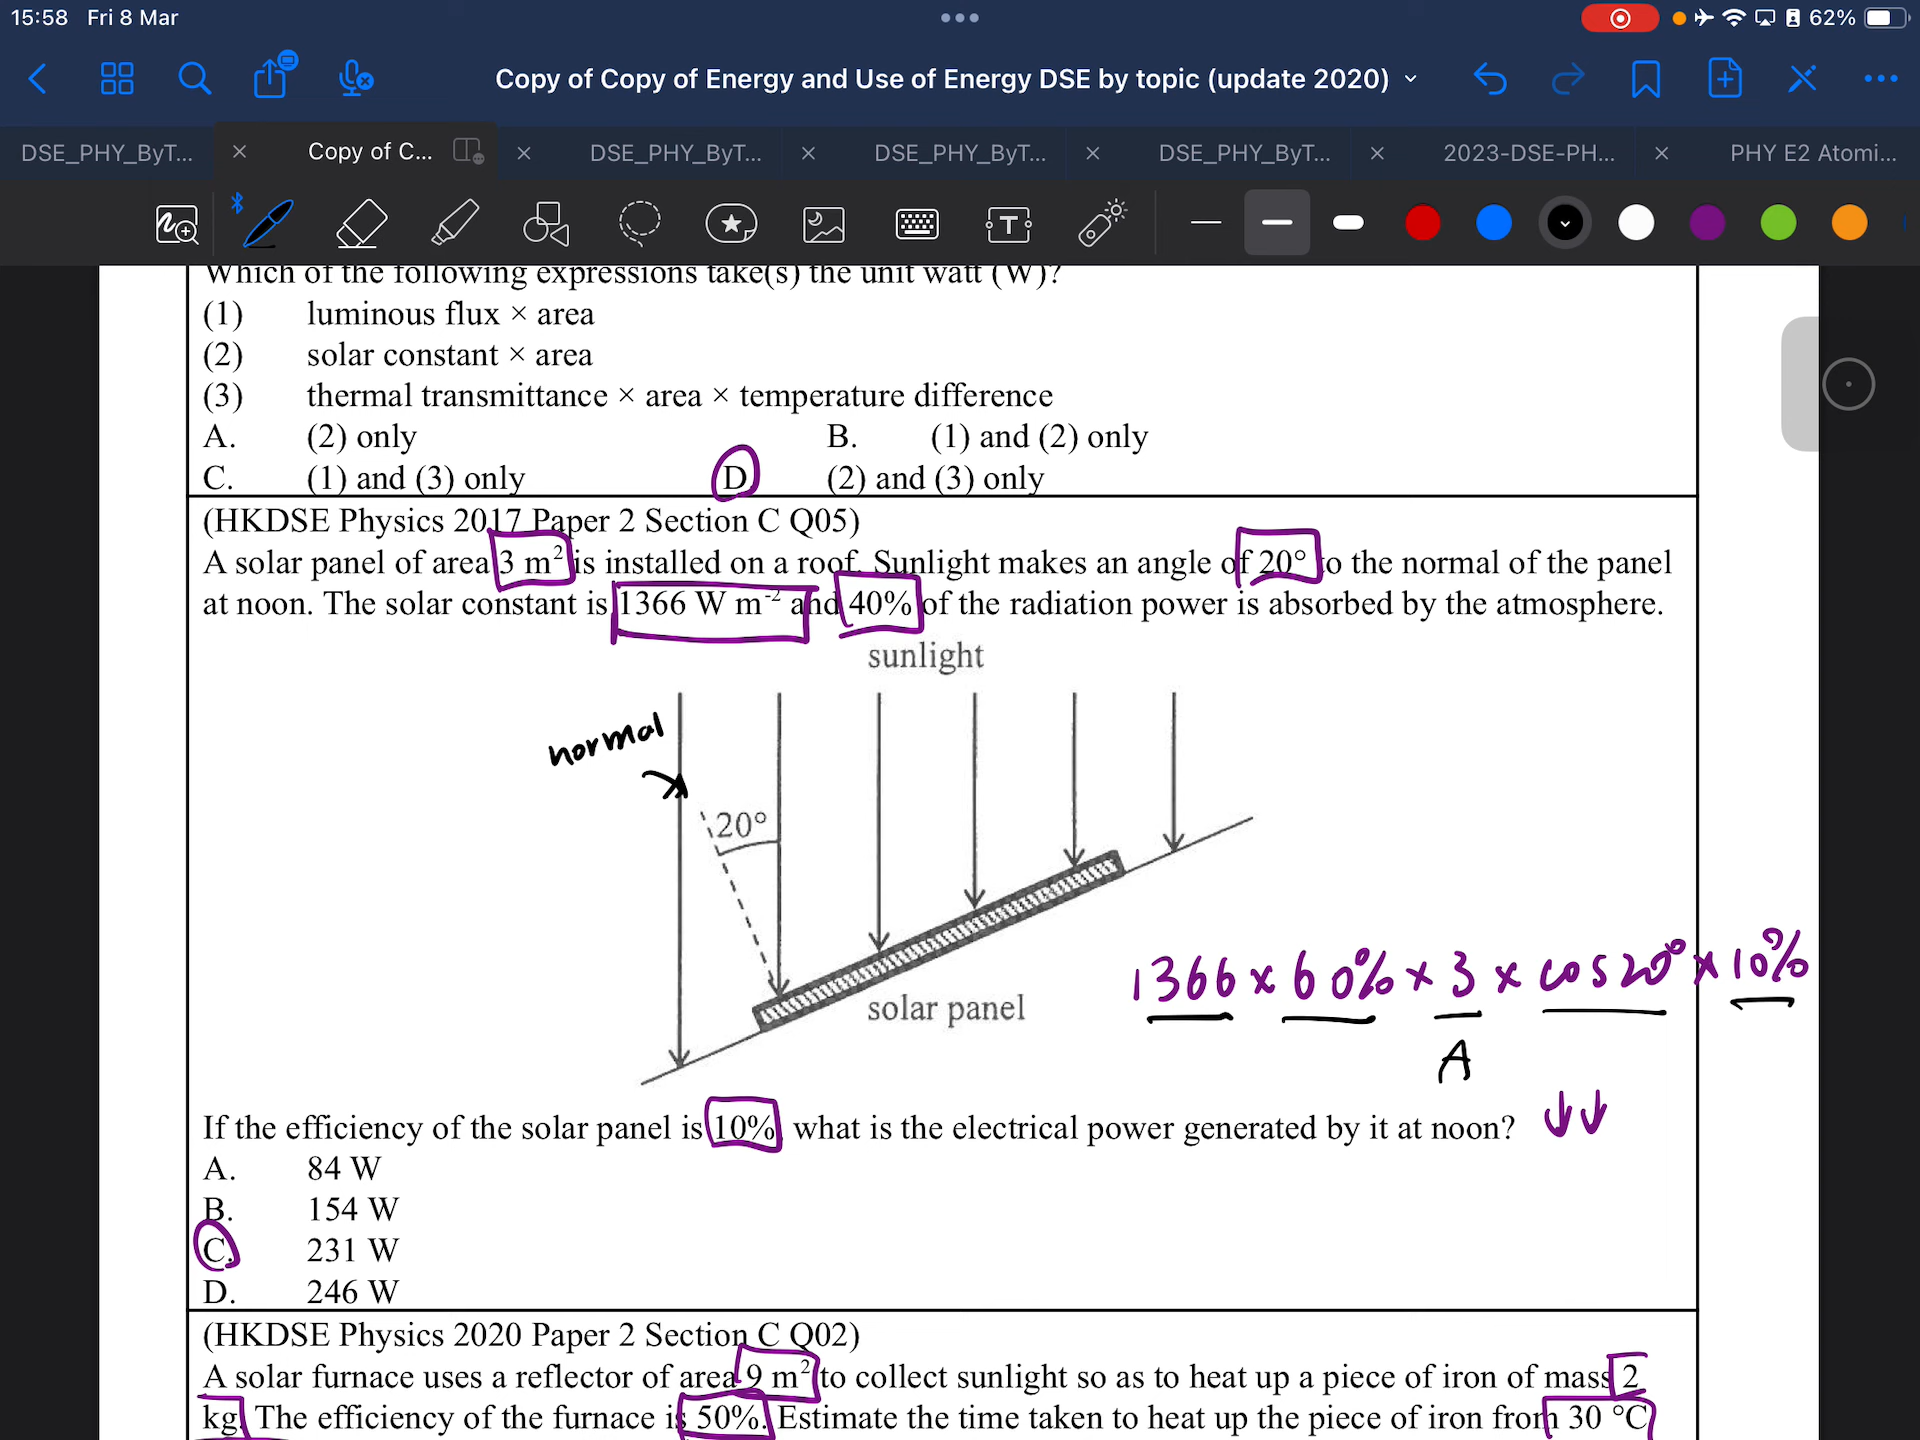 15:58 Fri 8 Mar
62%
Copy of Copy of Energy and Use of Energy DSE by topic (update 2020)
DSE_PHY_ByT... Copy of C... DSE_PHY_ByT... DSE_PHY_ByT... DSE_PHY_ByT... 2023-DSE-PH... PHY E2 Atomi...
Which of the following expressions take(s) the unit watt (W)?
(1) luminous flux × area
(2) solar constant × area
(3) thermal transmittance × area × temperature difference
A. (2) only B. (1) and (2) only
C. (1) and (3) only D (2) and (3) only
(HKDSE Physics 2017 Paper 2 Section C Q05)
A solar panel of area 3 m² is installed on a roof. Sunlight makes an angle of 20° to the normal of the panel
at noon. The solar constant is 1366 W m⁻² and 40% of the radiation power is absorbed by the atmosphere.
sunlight
normal
20°
1366 × 60% × 3 × cos20° × 10%
solar panel
A
If the efficiency of the solar panel is 10% what is the electrical power generated by it at noon?
A. 84 W
B. 154 W
C. 231 W
D. 246 W
(HKDSE Physics 2020 Paper 2 Section C Q02)
A solar furnace uses a reflector of area 9 m² to collect sunlight so as to heat up a piece of iron of mass 2
kg. The efficiency of the furnace is 50%. Estimate the time taken to heat up the piece of iron from 30 °C